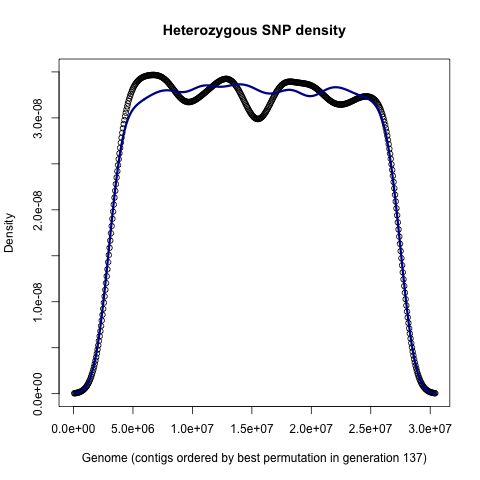 Heterozygous SNP density
Density
3.0e-08
2.0e-08
1.0e-08
0.0e+00
0.0e+00 5.0e+06 1.0e+07 1.5e+07 2.0e+07 2.5e+07 3.0e+07
Genome (contigs ordered by best permutation in generation 137)